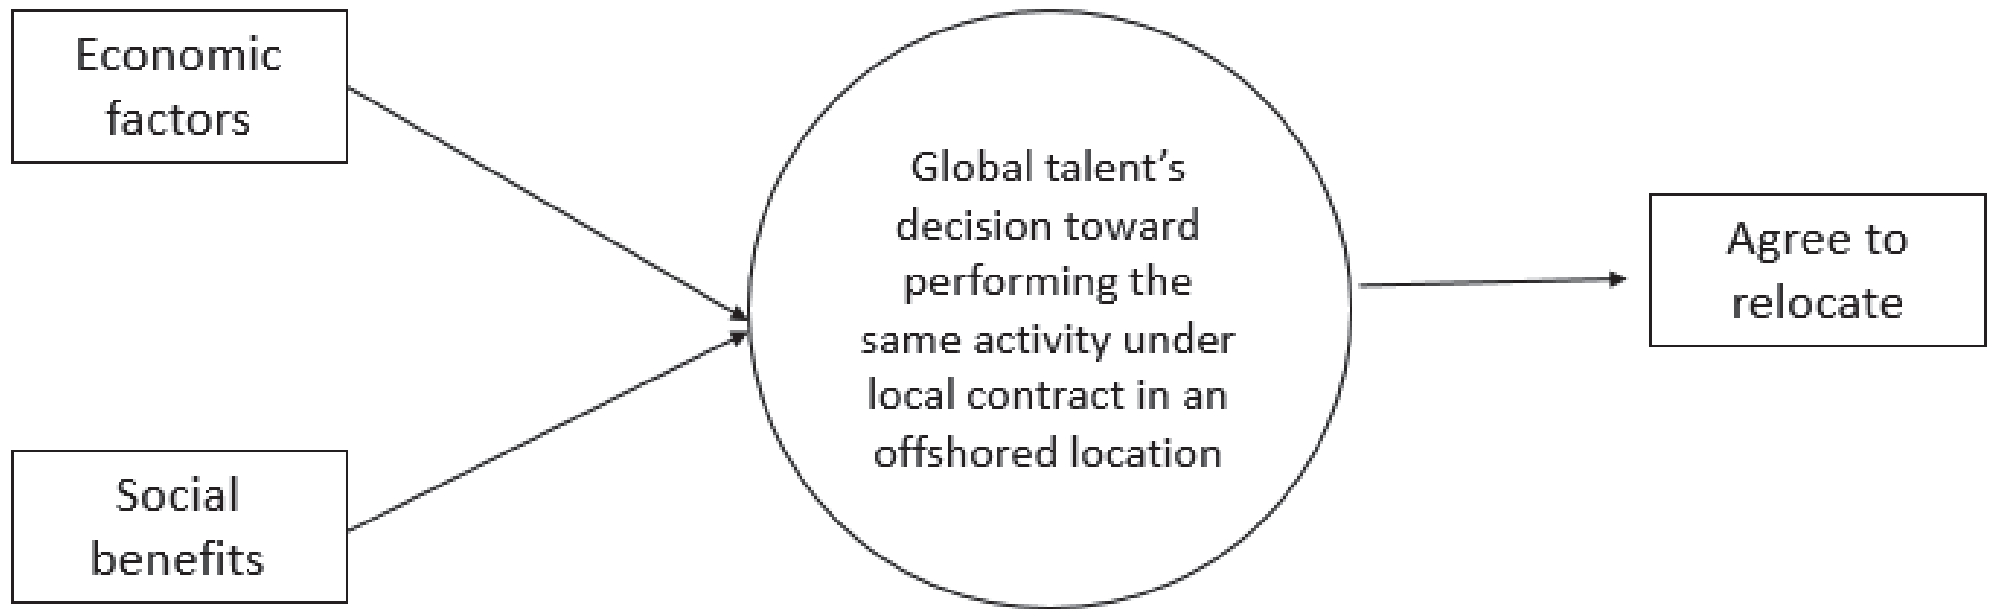 Economic
factors
Social
benefits
Global talent’s
decision toward
performing the
same activity under
local contract in an
offshored location
Agree to
relocate